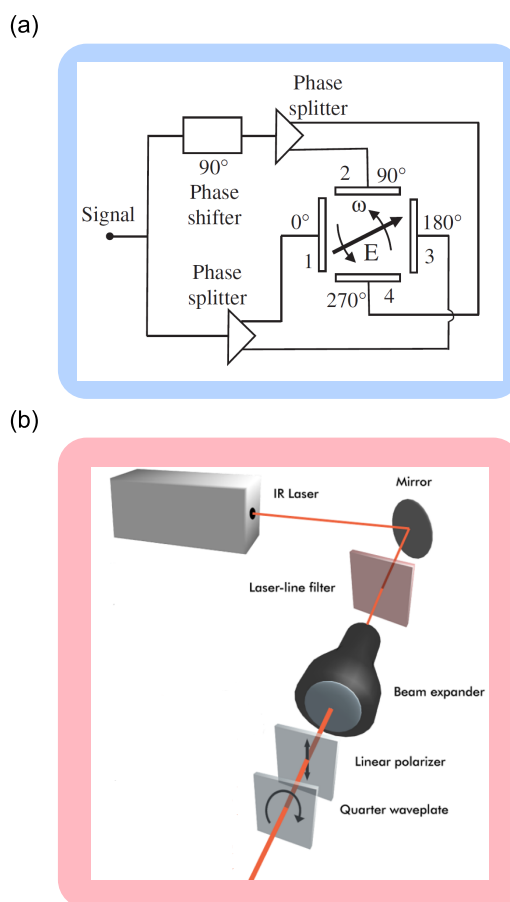 (a)
Phase
splitter
90°
Phase
shifter
2 90°
Signal
ω
0°
180°
E
1
3
Phase
splitter
270° 4
(b)
Mirror
IR Laser
Laser-line filter
Beam expander
Linear polarizer
Quarter waveplate